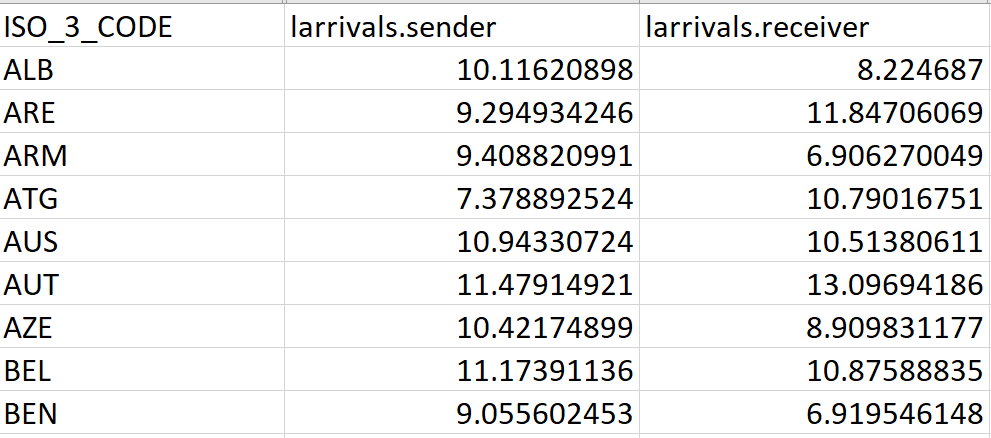 ISO_3_CODE larrivals.sender larrivals.receiver
ALB 10.11620898 8.224687
ARE 9.294934246 11.84706069
ARM 9.408820991 6.906270049
ATG 7.378892524 10.79016751
AUS 10.94330724 10.51380611
AUT 11.47914921 13.09694186
AZE 10.42174899 8.909831177
BEL 11.17391136 10.87588835
BEN 9.055602453 6.919546148